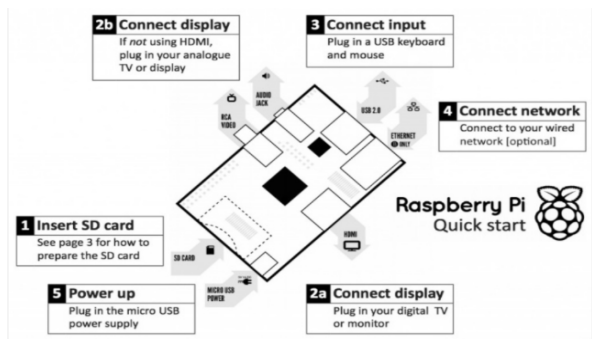 2b Connect display
If not using HDMI,
plug in your analogue
TV or display
3 Connect input
Plug in a USB keyboard
and mouse
RCA
VIDEO
AUDIO
JACK
USB 2.0
ETHERNET
ONLY
4 Connect network
Connect to your wired
network [optional]
Raspberry Pi
Quick start
1 Insert SD card
See page 3 for how to
prepare the SD card
SD CARD
HDMI
MICRO USB
POWER
5 Power up
Plug in the micro USB
power supply
2a Connect display
Plug in your digital TV
or monitor